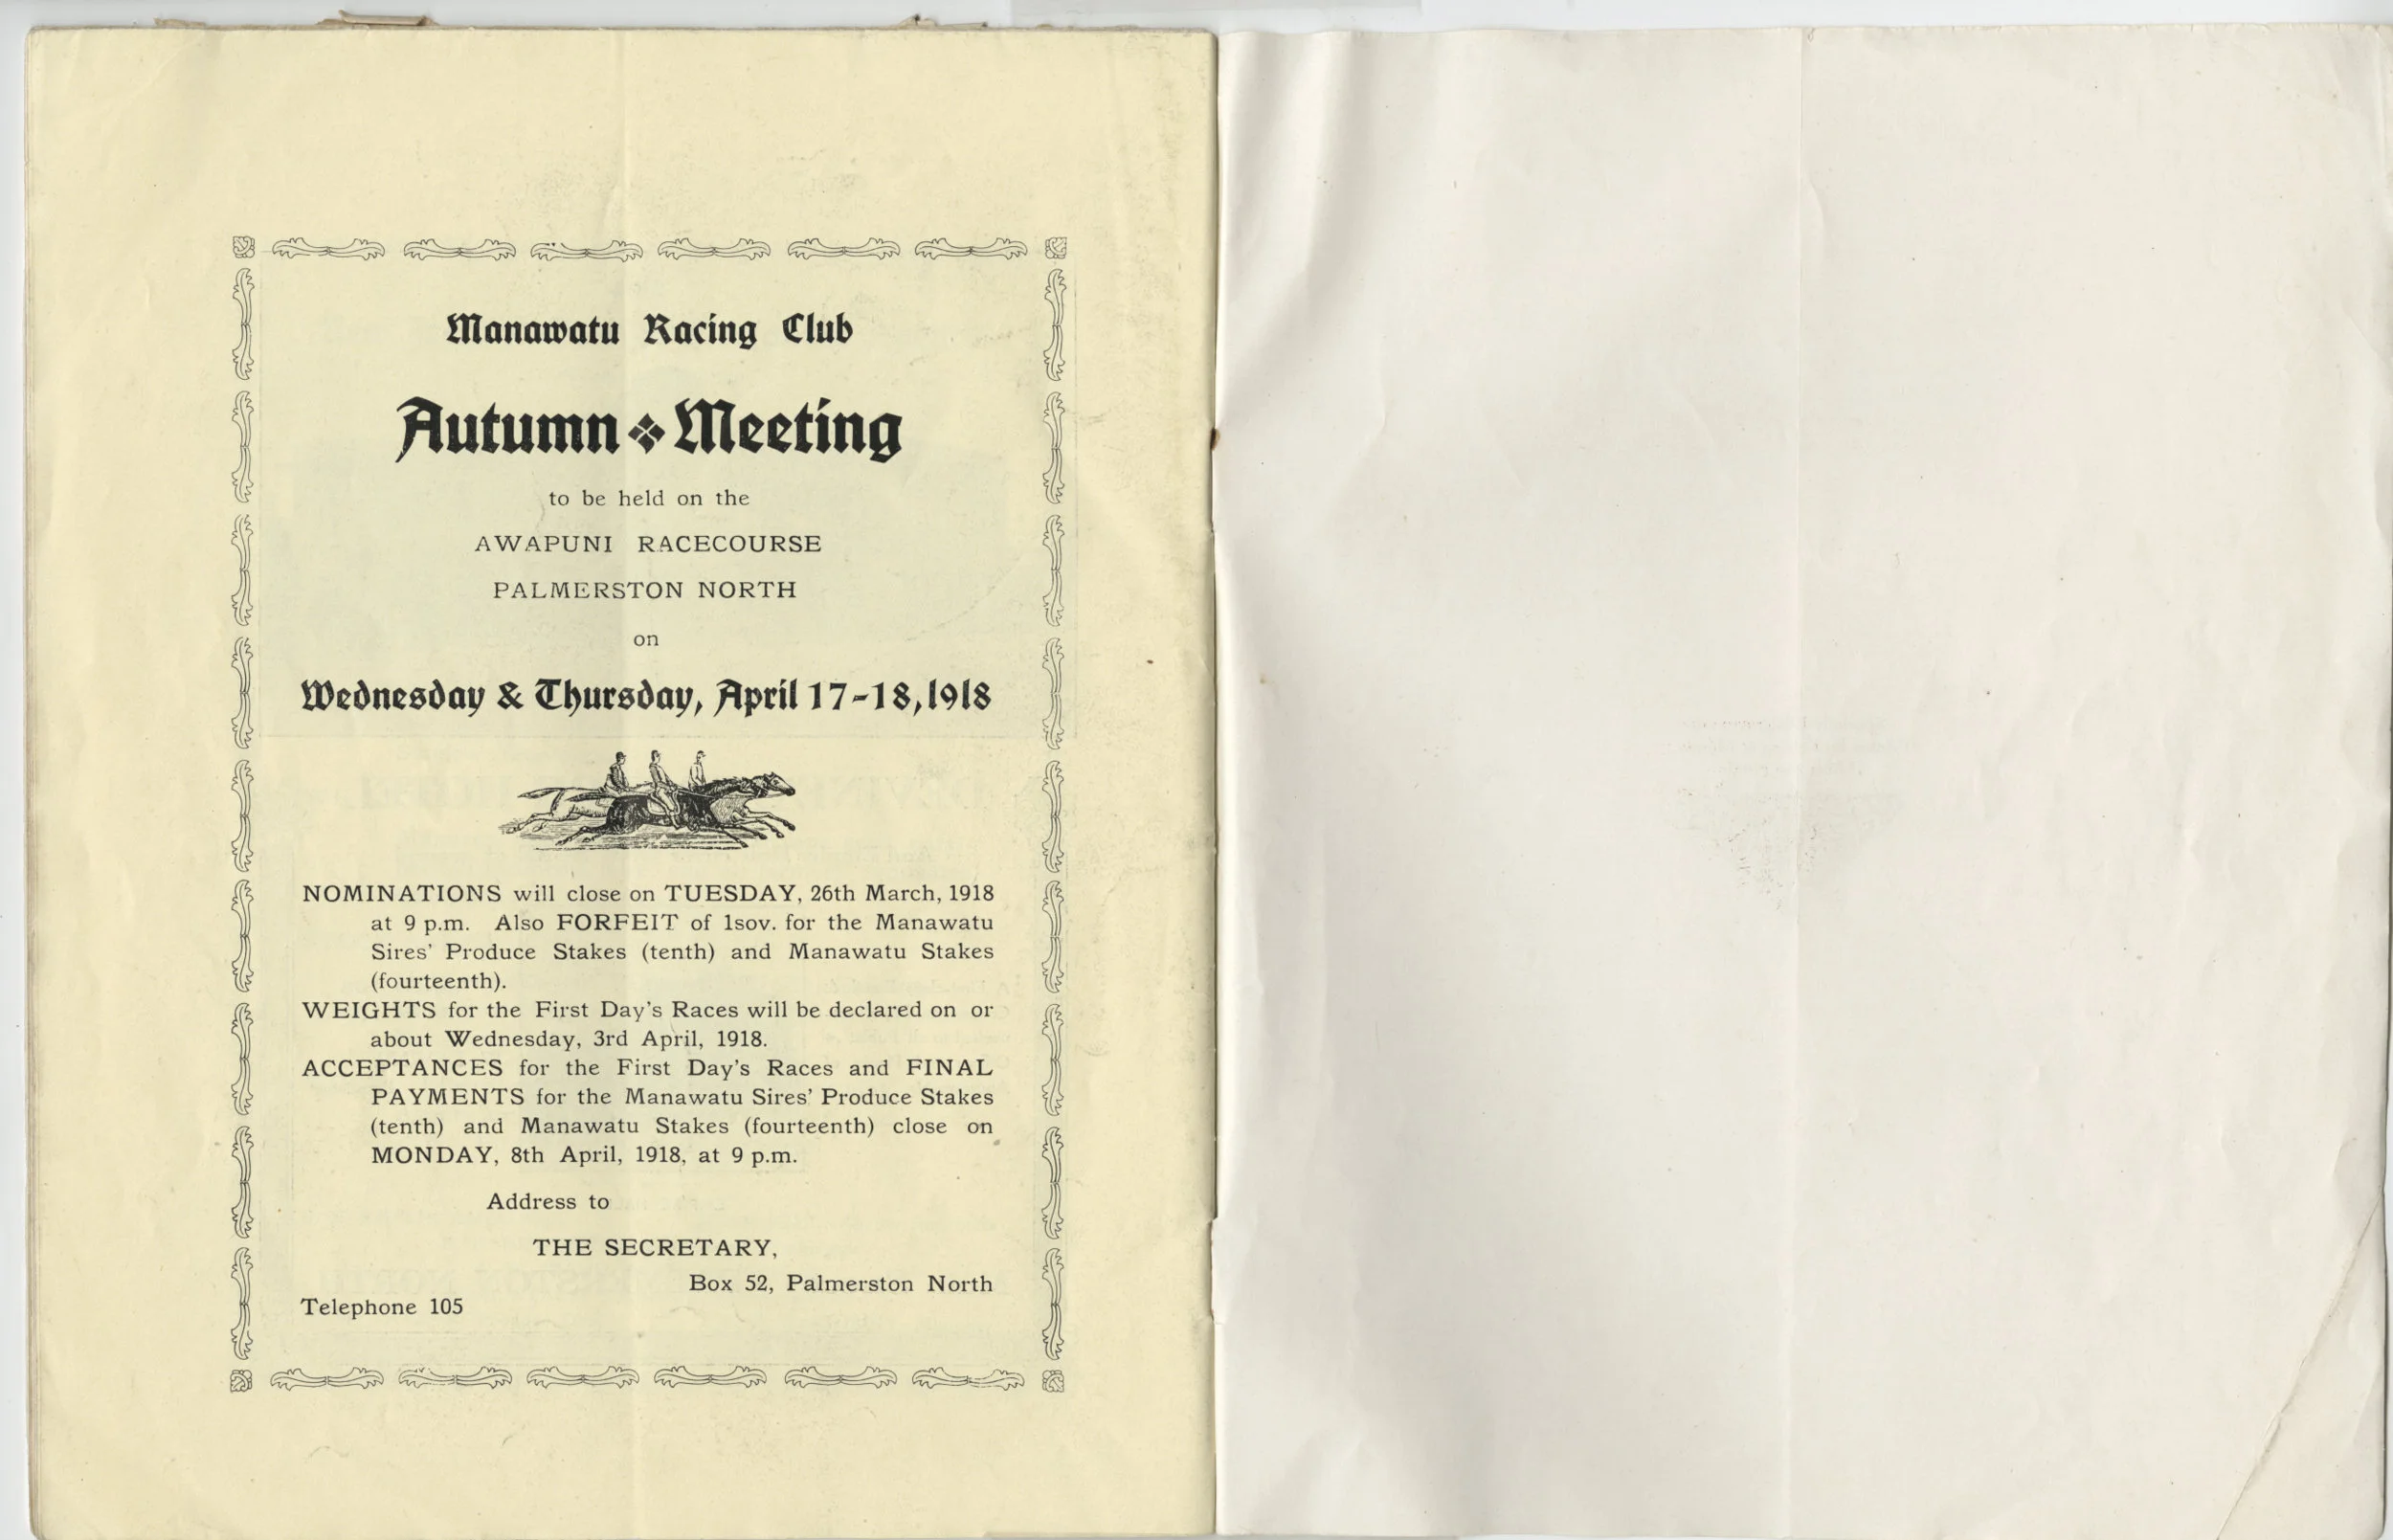 Manawatu Racing Club
Autumn Meeting
to be held on the
AWAPUNI RACECOURSE
PALMERSTON NORTH
on
Wednesday & Thursday, April 17-18, 1918
NOMINATIONS will close on TUESDAY, 26th March, 1918
at 9 p.m. Also FORFEIT of 1sov. for the Manawatu
Sires' Produce Stakes (tenth) and Manawatu Stakes
(fourteenth).
WEIGHTS for the First Day's Races will be declared on or
about Wednesday, 3rd April, 1918.
ACCEPTANCES for the First Day's Races and FINAL
PAYMENTS for the Manawatu Sires' Produce Stakes
(tenth) and Manawatu Stakes (fourteenth) close on
MONDAY, 8th April, 1918, at 9 p.m.
Address to
THE SECRETARY,
Box 52, Palmerston North
Telephone 105